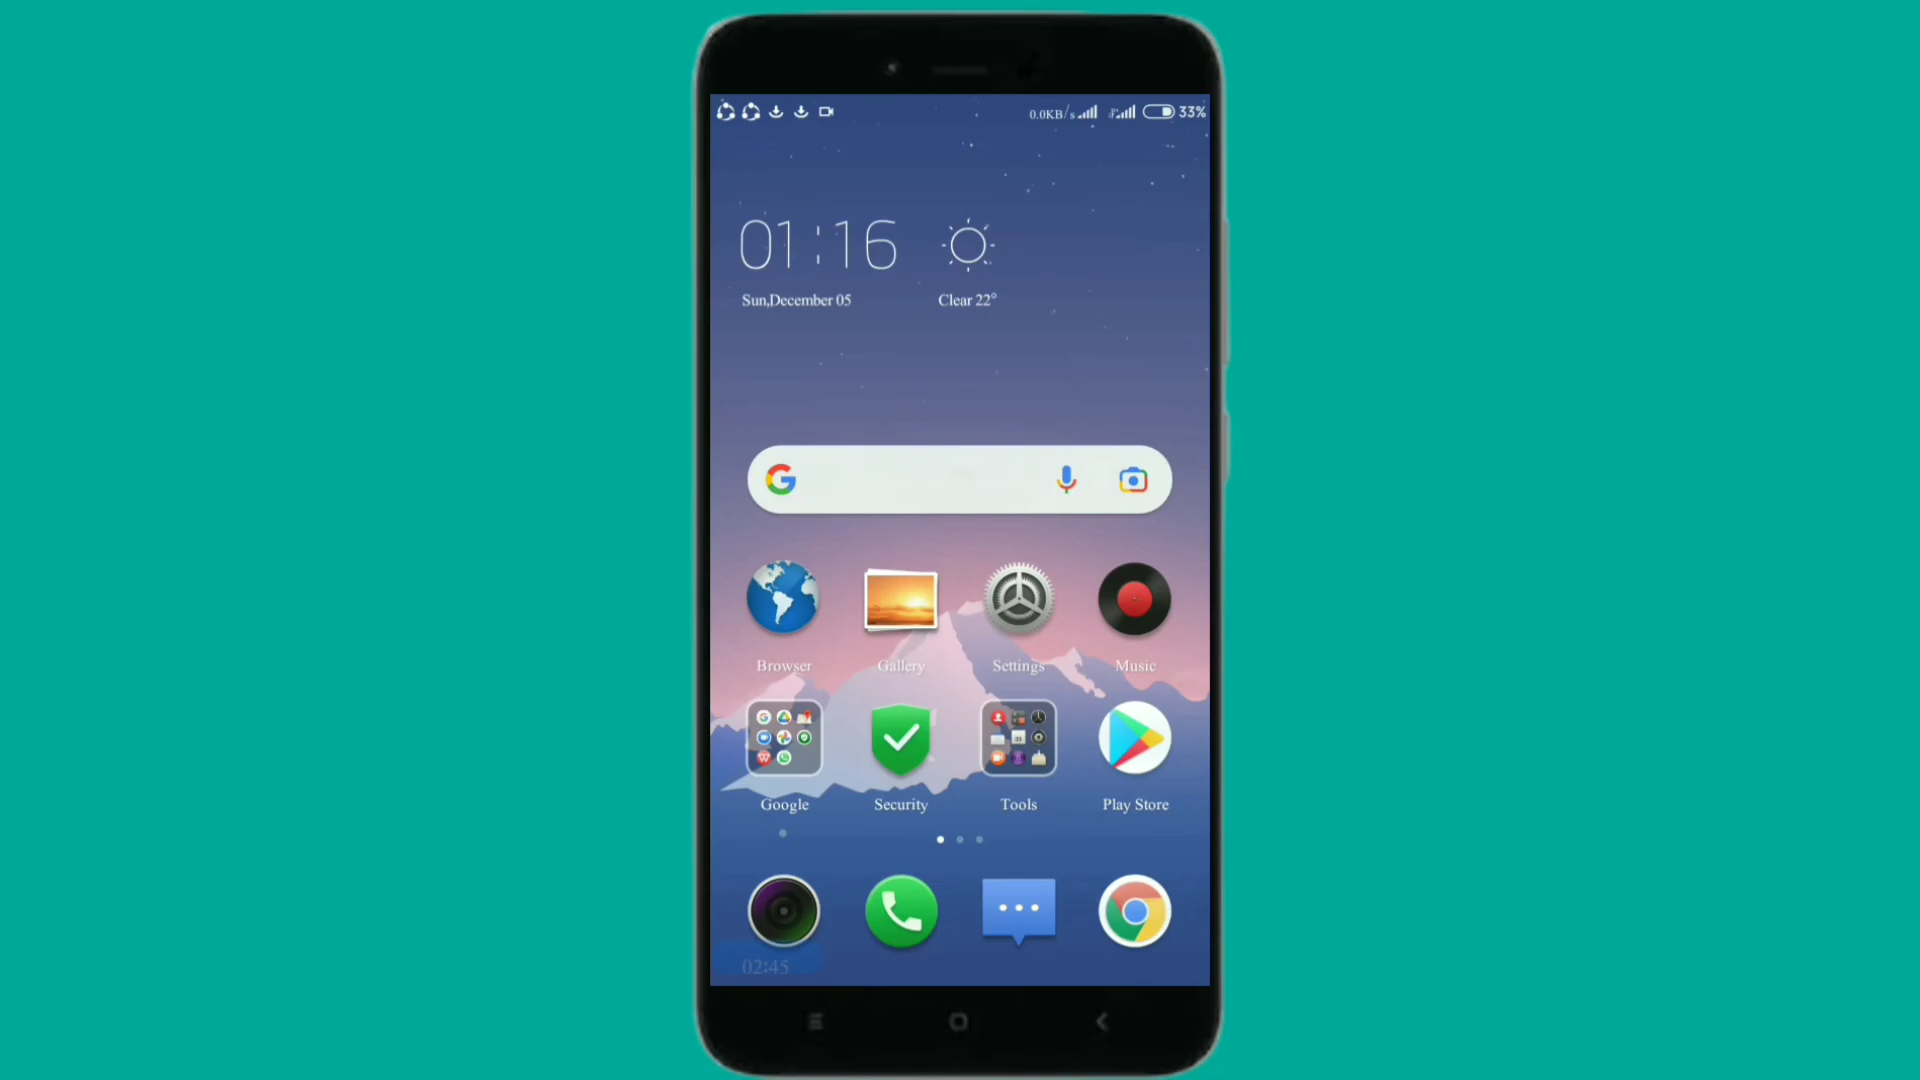 0.0KB/s 33%
01:16
Sun,December 05 Clear 22°
Browser Gallery Settings Music
Google Security Tools Play Store
02:45